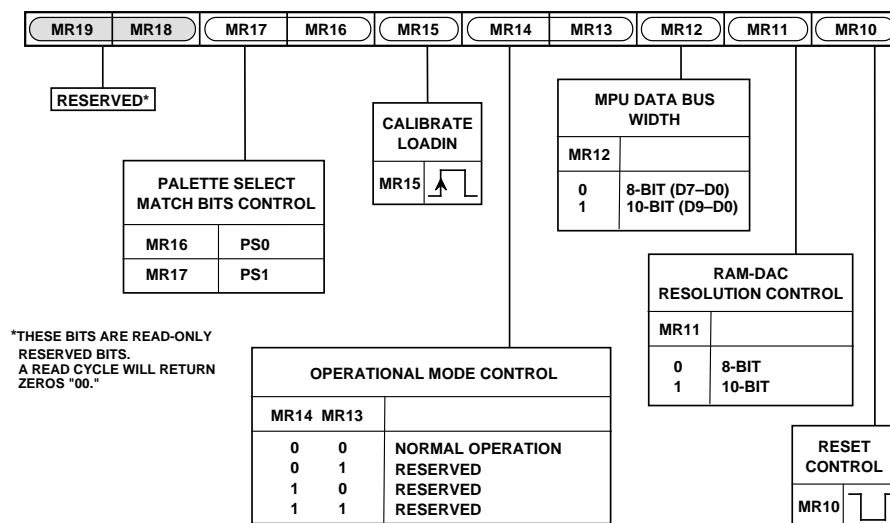 MR19 MR18 MR17 MR16 MR15 MR14 MR13 MR12 MR11 MR10
RESERVED*
PALETTE SELECT
MATCH BITS CONTROL
MR16 PS0
MR17 PS1
CALIBRATE
LOADIN
MR15
MPU DATA BUS
WIDTH
MR12
0 8-BIT (D7–D0)
1 10-BIT (D9–D0)
RAM-DAC
RESOLUTION CONTROL
MR11
0 8-BIT
1 10-BIT
*THESE BITS ARE READ-ONLY
RESERVED BITS.
A READ CYCLE WILL RETURN
ZEROS "00."
OPERATIONAL MODE CONTROL
MR14 MR13
0 0 NORMAL OPERATION
0 1 RESERVED
1 0 RESERVED
1 1 RESERVED
RESET
CONTROL
MR10